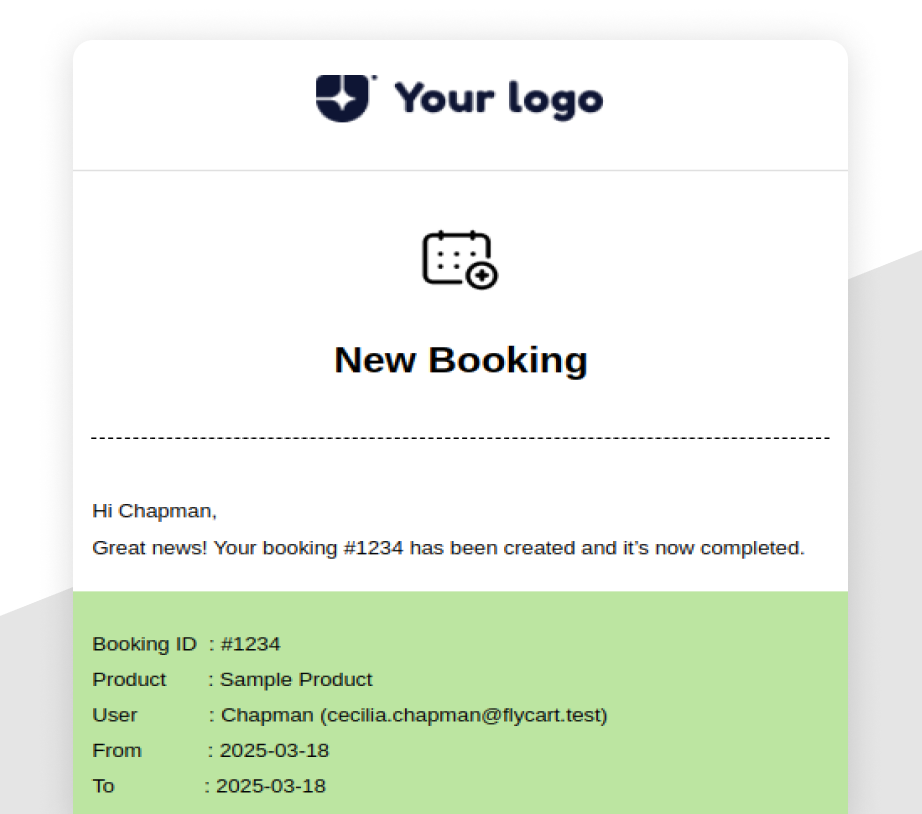 Your logo
New Booking
Hi Chapman,
Great news! Your booking #1234 has been created and it’s now completed.
Booking ID : #1234
Product : Sample Product
User : Chapman (cecilia.chapman@flycart.test)
From : 2025-03-18
To : 2025-03-18